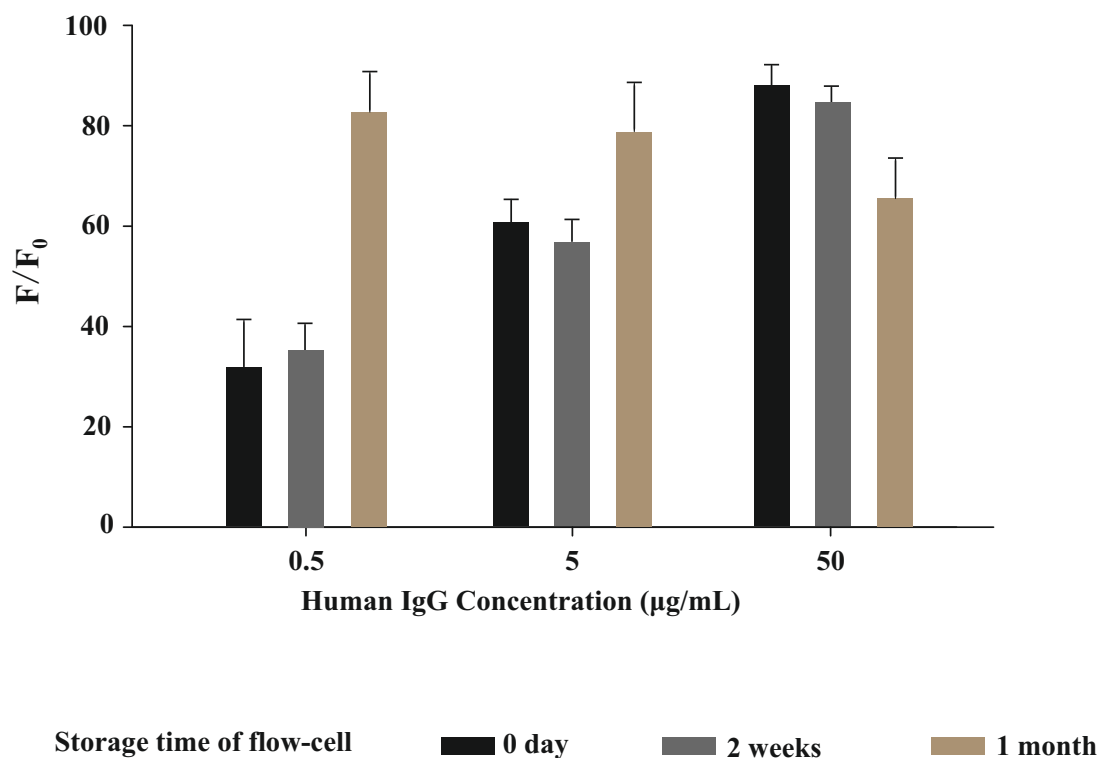 100
80
60
40
20
0
F/F0
0.5 5 50
Human IgG Concentration (μg/mL)
Storage time of flow-cell 0 day 2 weeks 1 month